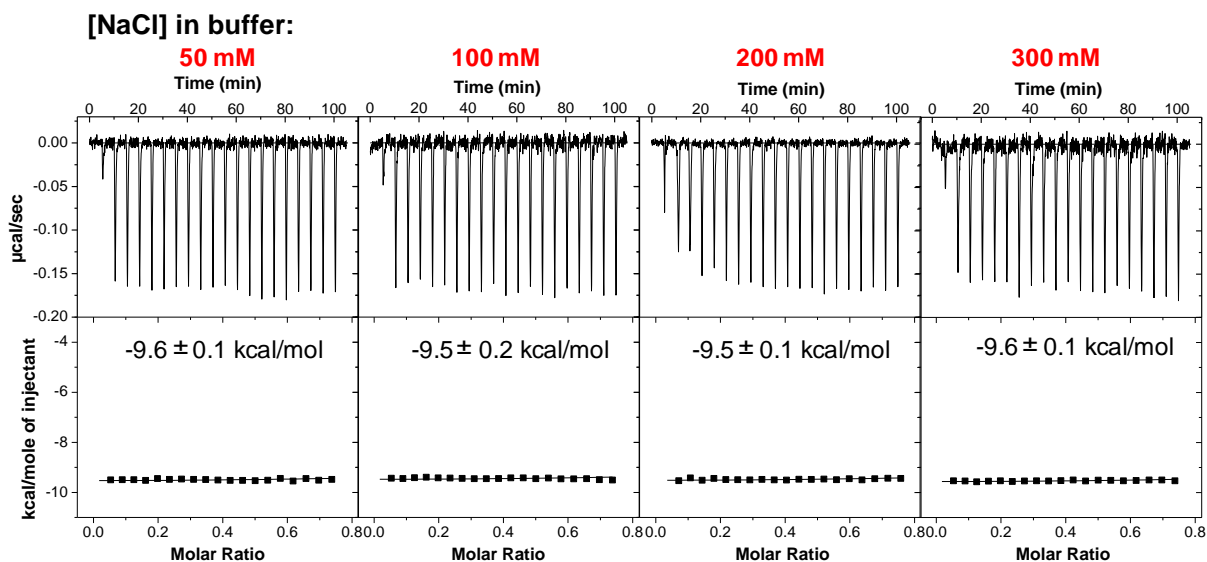 [NaCl] in buffer:
50 mM 100 mM 200 mM 300 mM
Time (min) Time (min) Time (min) Time (min)
0 20 40 60 80 100 0 20 40 60 80 100 0 20 40 60 80 100 0 20 40 60 80 100
0.00
-0.05
-0.10
-0.15
-0.20
µcal/sec
-9.6 ± 0.1 kcal/mol -9.5 ± 0.2 kcal/mol -9.5 ± 0.1 kcal/mol -9.6 ± 0.1 kcal/mol
-4
-6
-8
-10
kcal/mole of injectant
0.0 0.2 0.4 0.6 0.8 0.0 0.2 0.4 0.6 0.8 0.0 0.2 0.4 0.6 0.8 0.0 0.2 0.4 0.6 0.8
Molar Ratio Molar Ratio Molar Ratio Molar Ratio